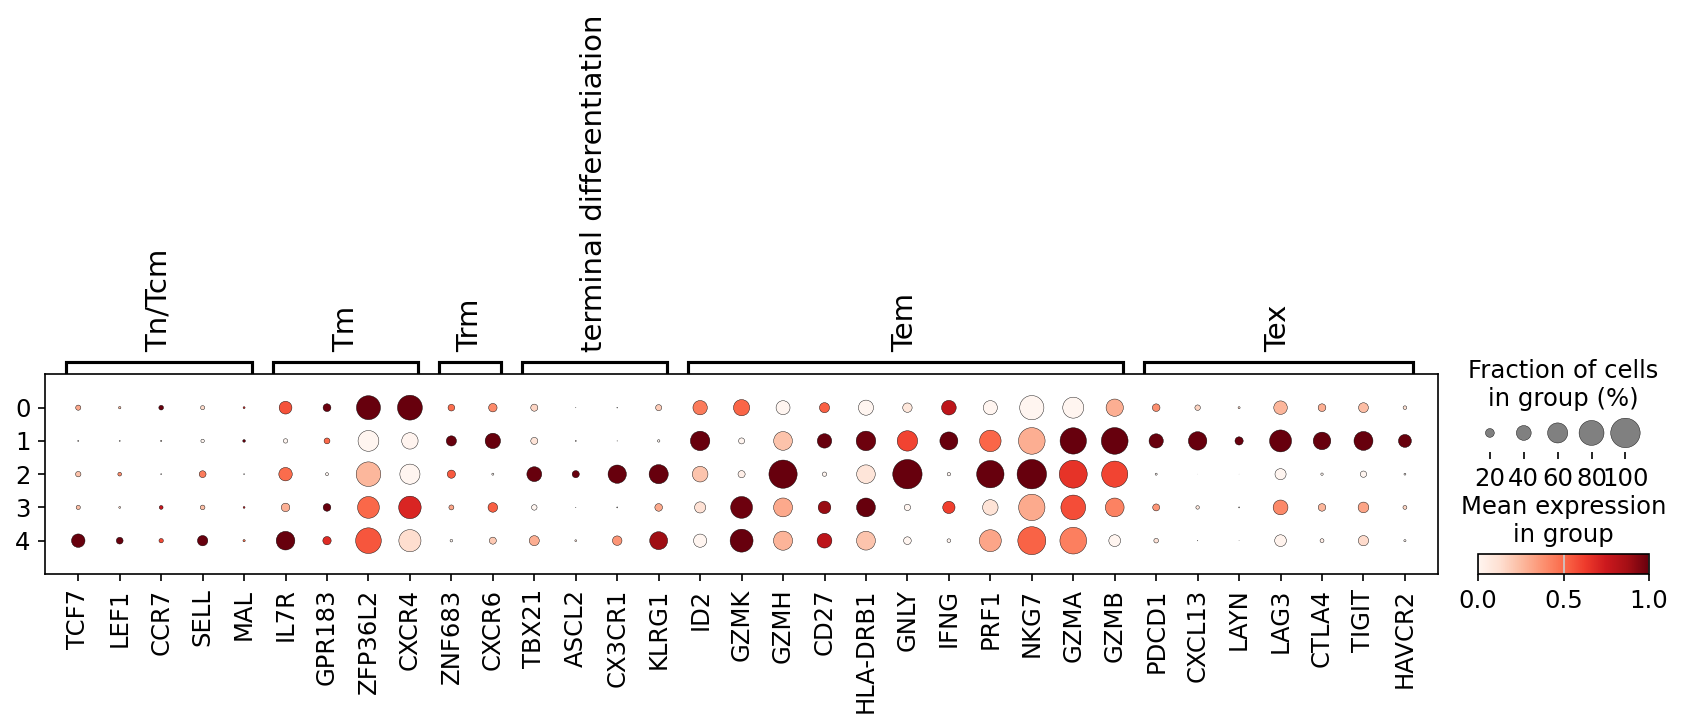 terminal differentiation
Tn/Tcm
Tm
Trm
Tem
Tex
0
1
2
3
4
TCF7
LEF1
CCR7
SELL
MAL
IL7R
GPR183
ZFP36L2
CXCR4
ZNF683
CXCR6
TBX21
ASCL2
CX3CR1
KLRG1
ID2
GZMK
GZMH
CD27
HLA-DRB1
GNLY
IFNG
PRF1
NKG7
GZMA
GZMB
PDCD1
CXCL13
LAYN
LAG3
CTLA4
TIGIT
HAVCR2
Fraction of cells
in group (%)
20 40 60 80 100
Mean expression
in group
0.0 0.5 1.0